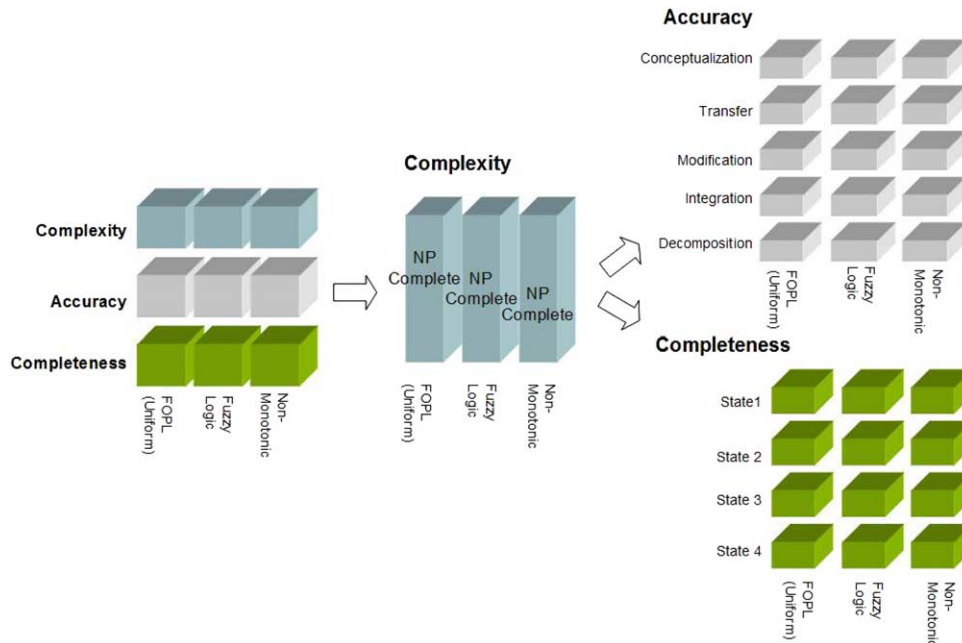 Complexity
Accuracy
Completeness
FOPL
(Uniform)
Fuzzy
Logic
Non-
Monotonic
Complexity
NP
Complete
NP
Complete
NP
Complete
FOPL
(Uniform)
Fuzzy
Logic
Non-
Monotonic
Accuracy
Conceptualization
Transfer
Modification
Integration
Decomposition
FOPL
(Uniform)
Fuzzy
Logic
Non-
Monotonic
Completeness
State1
State 2
State 3
State 4
FOPL
(Uniform)
Fuzzy
Logic
Non-
Monotonic